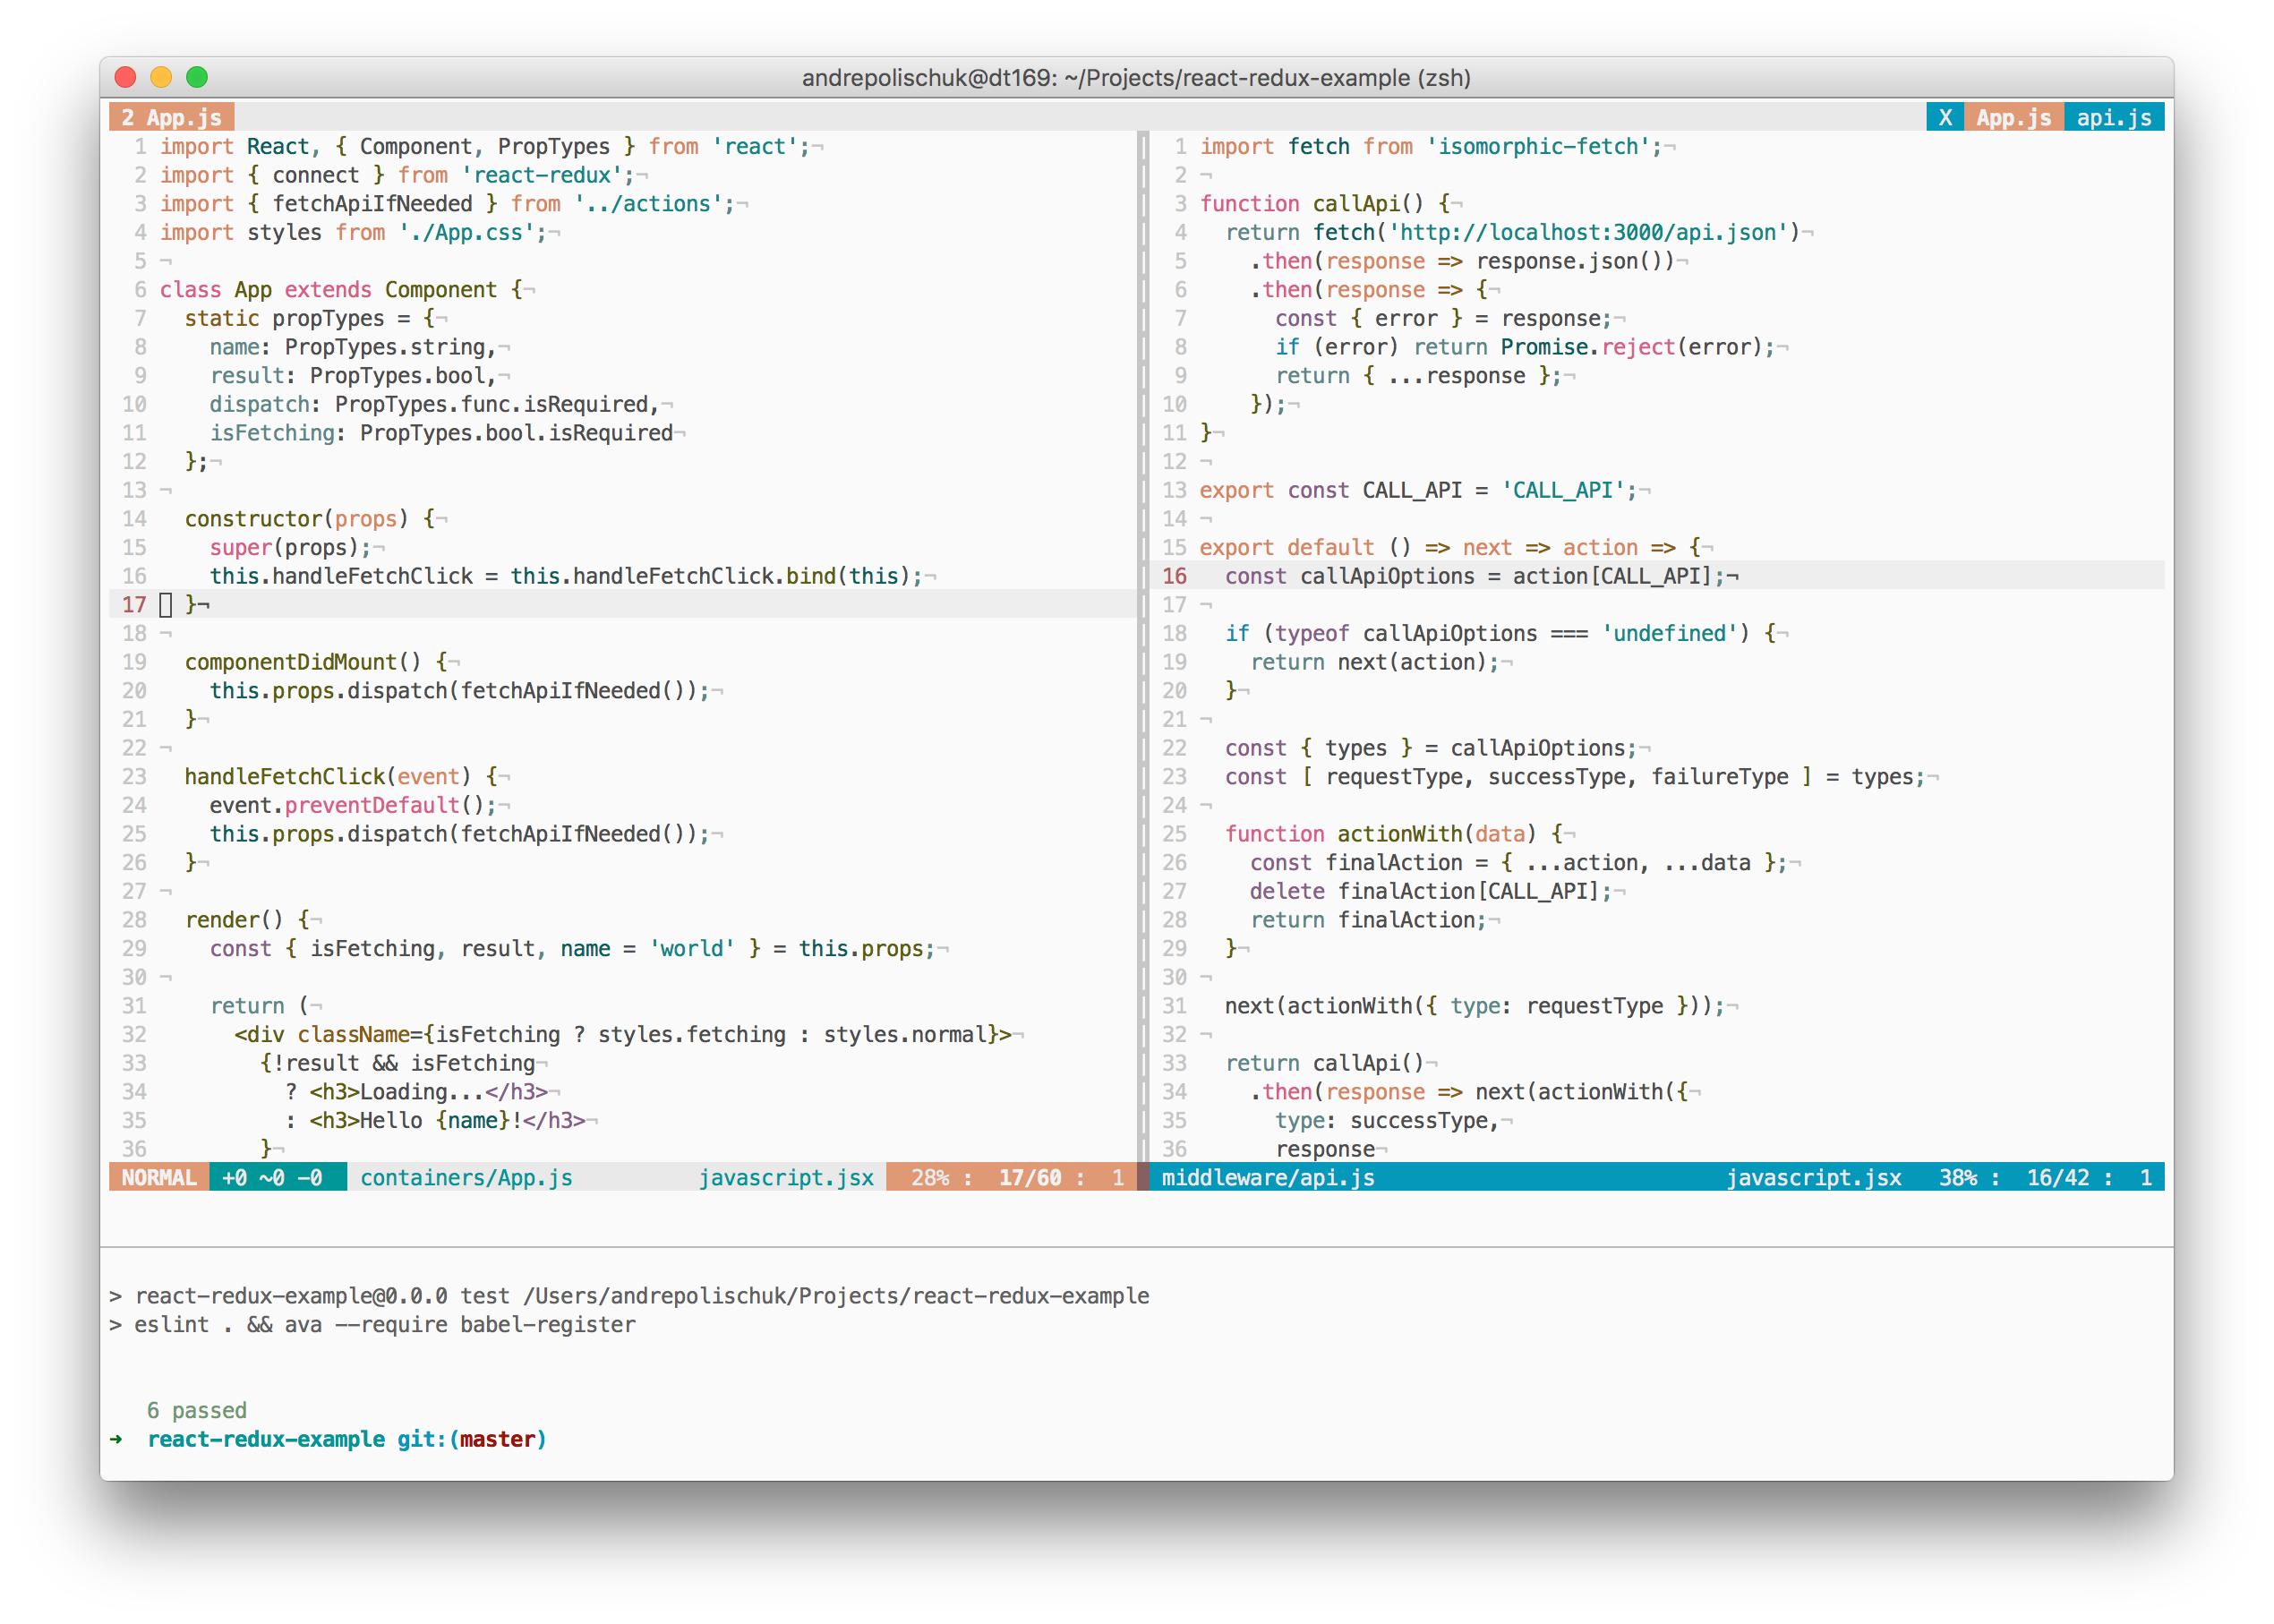 andrepolischuk@dt169: ~/Projects/react-redux-example (zsh)
2 App.js
X App.js api.js
1 import React, { Component, PropTypes } from 'react';¬
2 import { connect } from 'react-redux';¬
3 import { fetchApiIfNeeded } from '../actions';¬
4 import styles from './App.css';¬
5 ¬
6 class App extends Component {¬
7   static propTypes = {¬
8     name: PropTypes.string,¬
9     result: PropTypes.bool,¬
10     dispatch: PropTypes.func.isRequired,¬
11     isFetching: PropTypes.bool.isRequired¬
12   };¬
13 ¬
14   constructor(props) {¬
15     super(props);¬
16     this.handleFetchClick = this.handleFetchClick.bind(this);¬
17   }¬
18 ¬
19   componentDidMount() {¬
20     this.props.dispatch(fetchApiIfNeeded());¬
21   }¬
22 ¬
23   handleFetchClick(event) {¬
24     event.preventDefault();¬
25     this.props.dispatch(fetchApiIfNeeded());¬
26   }¬
27 ¬
28   render() {¬
29     const { isFetching, result, name = 'world' } = this.props;¬
30 ¬
31     return (¬
32       <div className={isFetching ? styles.fetching : styles.normal}>¬
33         {!result && isFetching¬
34           ? <h3>Loading...</h3>¬
35           : <h3>Hello {name}!</h3>¬
36         }¬
NORMAL +0 ~0 -0 containers/App.js javascript.jsx 28% : 17/60 : 1
1 import fetch from 'isomorphic-fetch';¬
2 ¬
3 function callApi() {¬
4   return fetch('http://localhost:3000/api.json')¬
5     .then(response => response.json())¬
6     .then(response => {¬
7       const { error } = response;¬
8       if (error) return Promise.reject(error);¬
9       return { ...response };¬
10     });¬
11 }¬
12 ¬
13 export const CALL_API = 'CALL_API';¬
14 ¬
15 export default () => next => action => {¬
16   const callApiOptions = action[CALL_API];¬
17 ¬
18   if (typeof callApiOptions === 'undefined') {¬
19     return next(action);¬
20   }¬
21 ¬
22   const { types } = callApiOptions;¬
23   const [ requestType, successType, failureType ] = types;¬
24 ¬
25   function actionWith(data) {¬
26     const finalAction = { ...action, ...data };¬
27     delete finalAction[CALL_API];¬
28     return finalAction;¬
29   }¬
30 ¬
31   next(actionWith({ type: requestType }));¬
32 ¬
33   return callApi()¬
34     .then(response => next(actionWith({¬
35       type: successType,¬
36       response¬
middleware/api.js javascript.jsx 38% : 16/42 : 1
> react-redux-example@0.0.0 test /Users/andrepolischuk/Projects/react-redux-example
> eslint . && ava --require babel-register
6 passed
➜ react-redux-example git:(master)